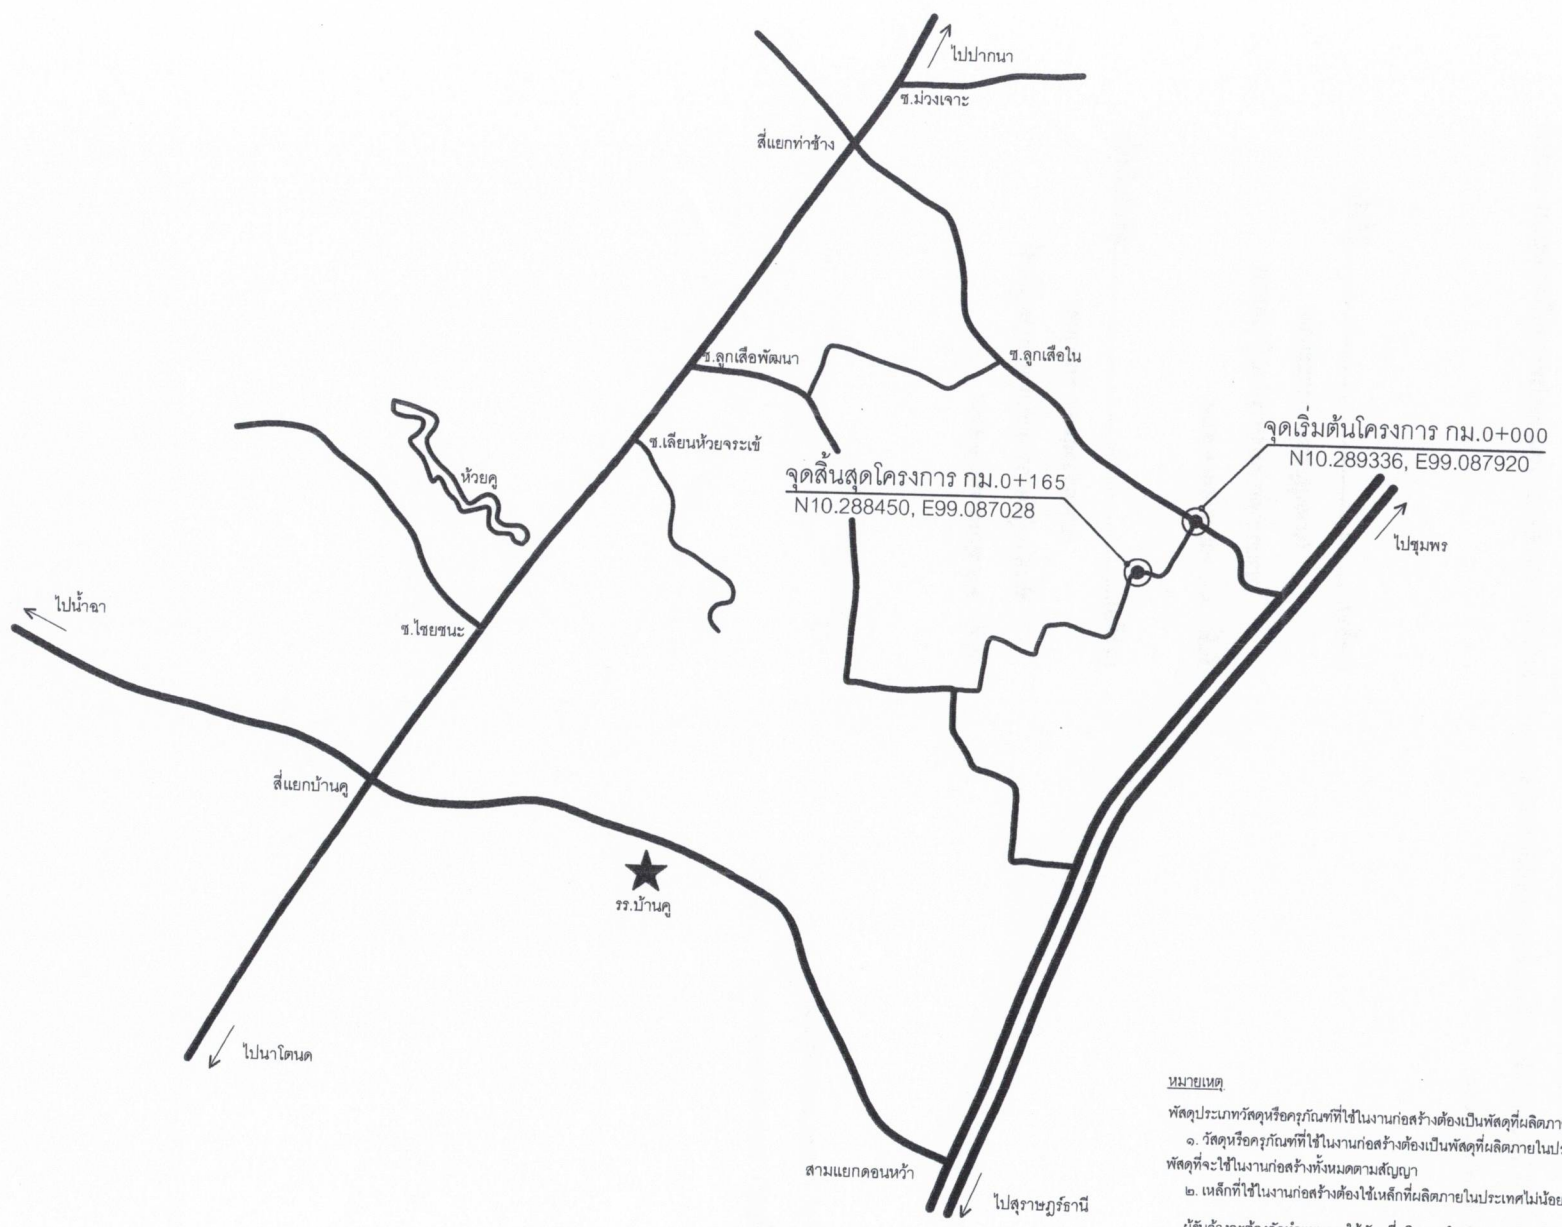 ไปปากนา
ซ.ม่วงเจาะ
สี่แยกท่าช้าง
ซ.ลูกเสือพัฒนา
ซ.ลูกเสือใน
ซ.เลียบห้วยจระเข้
ห้วยคู
จุดเริ่มต้นโครงการ กม.0+000
N10.289336, E99.087920
จุดสิ้นสุดโครงการ กม.0+165
N10.288450, E99.087028
ไปชุมพร
ไปน้ำฉา
ซ.ไชยชนะ
สี่แยกบ้านคู
รร.บ้านคู
ไปนาโตนด
สามแยกดอนหว้า
ไปสุราษฎร์ธานี
หมายเหตุ
พัสดุประเภทวัสดุหรือครุภัณฑ์ที่ใช้ในงานก่อสร้างต้องเป็นพัสดุที่ผลิตภา
๑. วัสดุหรือครุภัณฑ์ที่ใช้ในงานก่อสร้างต้องเป็นพัสดุที่ผลิตภายในปร
พัสดุที่จะใช้ในงานก่อสร้างทั้งหมดตามสัญญา
๒. เหล็กที่ใช้ในงานก่อสร้างต้องใช้เหล็กที่ผลิตภายในประเทศไม่น้อย